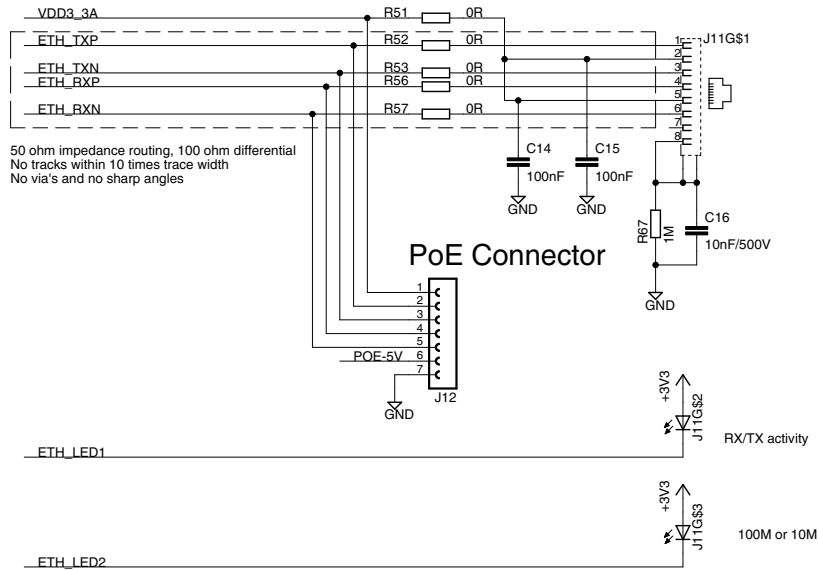 VDD3_3A R51 0R
ETH_TXP R52 0R 1 J11G$1
2
ETH_TXN R53 0R 3
ETH_RXP R56 0R 4
5
ETH_RXN R57 0R 6
7
8
50 ohm impedance routing, 100 ohm differential
No tracks within 10 times trace width
No via's and no sharp angles
C14 C15
100nF 100nF
GND GND
C16
R67 1M 10nF/500V
GND
PoE Connector
1
2
3
4
5
POE-5V 6
7
GND J12
+3V3
J11G$2
RX/TX activity
ETH_LED1
+3V3
J11G$3
100M or 10M
ETH_LED2